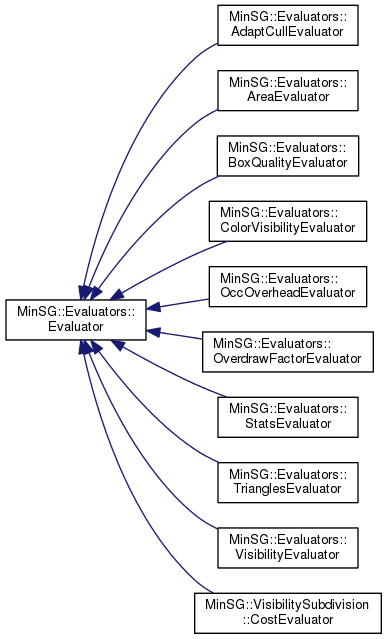 MinSG::Evaluators::
AdaptCullEvaluator
MinSG::Evaluators::
AreaEvaluator
MinSG::Evaluators::
BoxQualityEvaluator
MinSG::Evaluators::
ColorVisibilityEvaluator
MinSG::Evaluators::
OccOverheadEvaluator
MinSG::Evaluators::
Evaluator
MinSG::Evaluators::
OverdrawFactorEvaluator
MinSG::Evaluators::
StatsEvaluator
MinSG::Evaluators::
TrianglesEvaluator
MinSG::Evaluators::
VisibilityEvaluator
MinSG::VisibilitySubdivision
::CostEvaluator